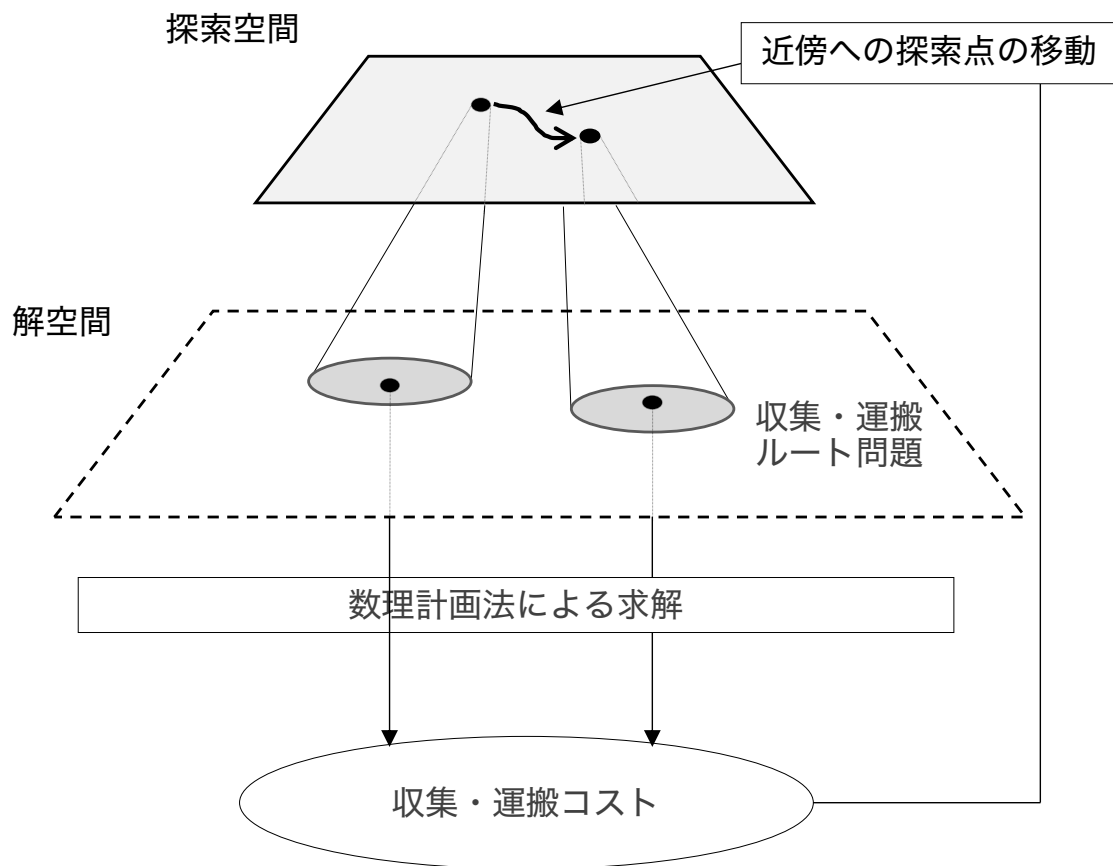 探索空間
近傍への探索点の移動
解空間
収集・運搬
ルート問題
数理計画法による求解
収集・運搬コスト